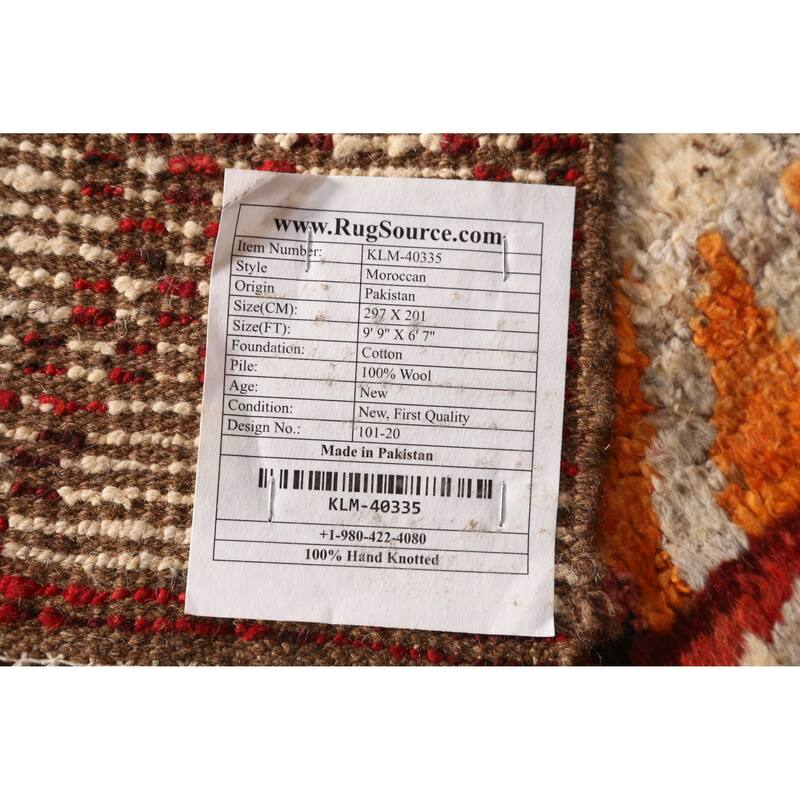 www.RugSource.com
Item Number: KLM-40335
Style Moroccan
Origin Pakistan
Size(CM): 297 X 201
Size(FT): 9' 9" X 6' 7"
Foundation: Cotton
Pile: 100% Wool
Age: New
Condition: New, First Quality
Design No.: 101-20
Made in Pakistan
KLM-40335
+1-980-422-4080
100% Hand Knotted